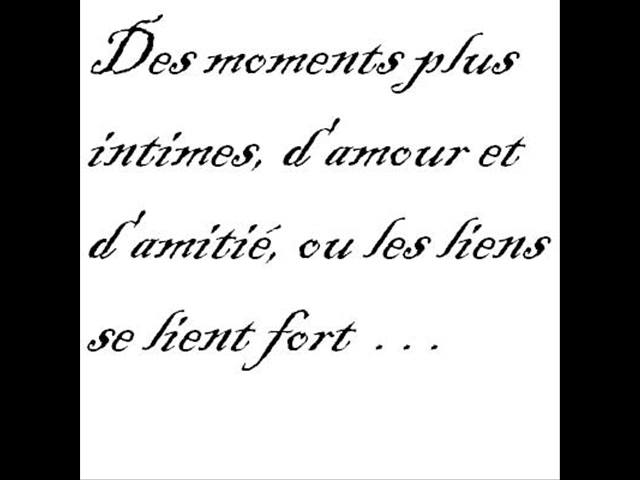 Des moments plus
intimes, d'amour et
d'amitié, ou les liens
se lient fort . . .